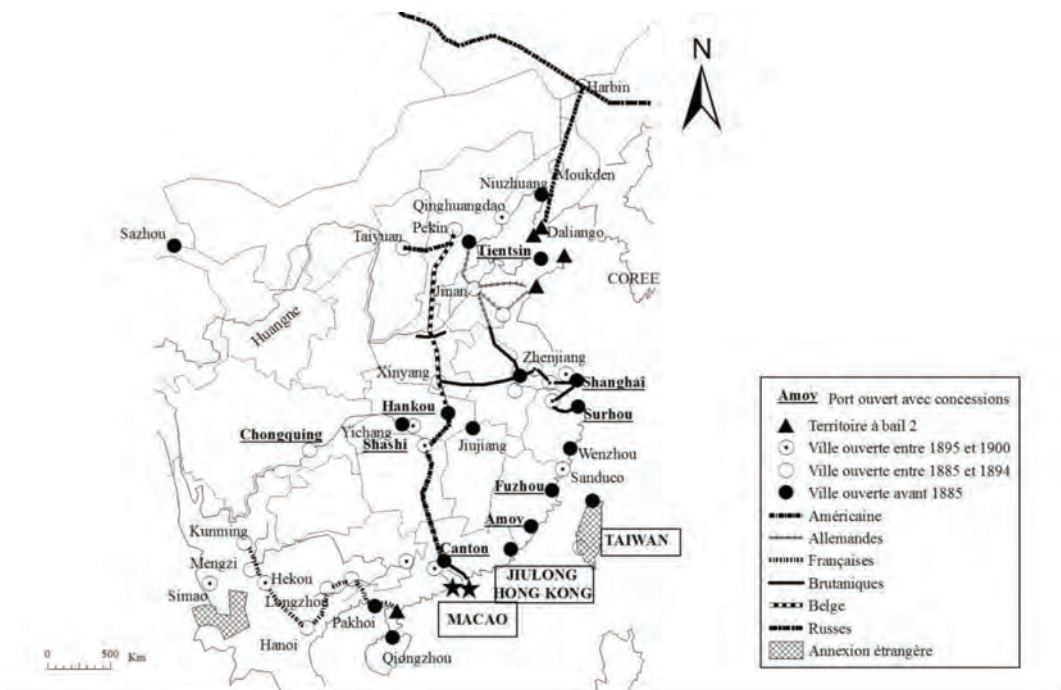 N
Harbin
Moukden
Niuzhuang
Qinghuangdao
Pekin
Daliango
Sazhou
Taiyuan
Tientsin
COREE
Jinan
Huangne
Zhenjiang
Xinyang
Shanghaî
Hankou
Surhou
Chongquing
Yichang
Shashi
Jiujiang
Wenzhou
Sanduco
Fuzhou
Amoy
Kunming
Canton
TAIWAN
Mengzi
Hekou
JIULONG
HONG KONG
Simao
Longzhou
Pakhoi
MACAO
Hanoi
Qiongzhou
0 500
Km
Amoy Port ouvert avec concessions
Territoire à bail 2
Ville ouverte entre 1895 et 1900
Ville ouverte entre 1885 et 1894
Ville ouverte avant 1885
Américaine
Allemandes
Françaises
Brutaniques
Belge
Russes
Annexion étrangère